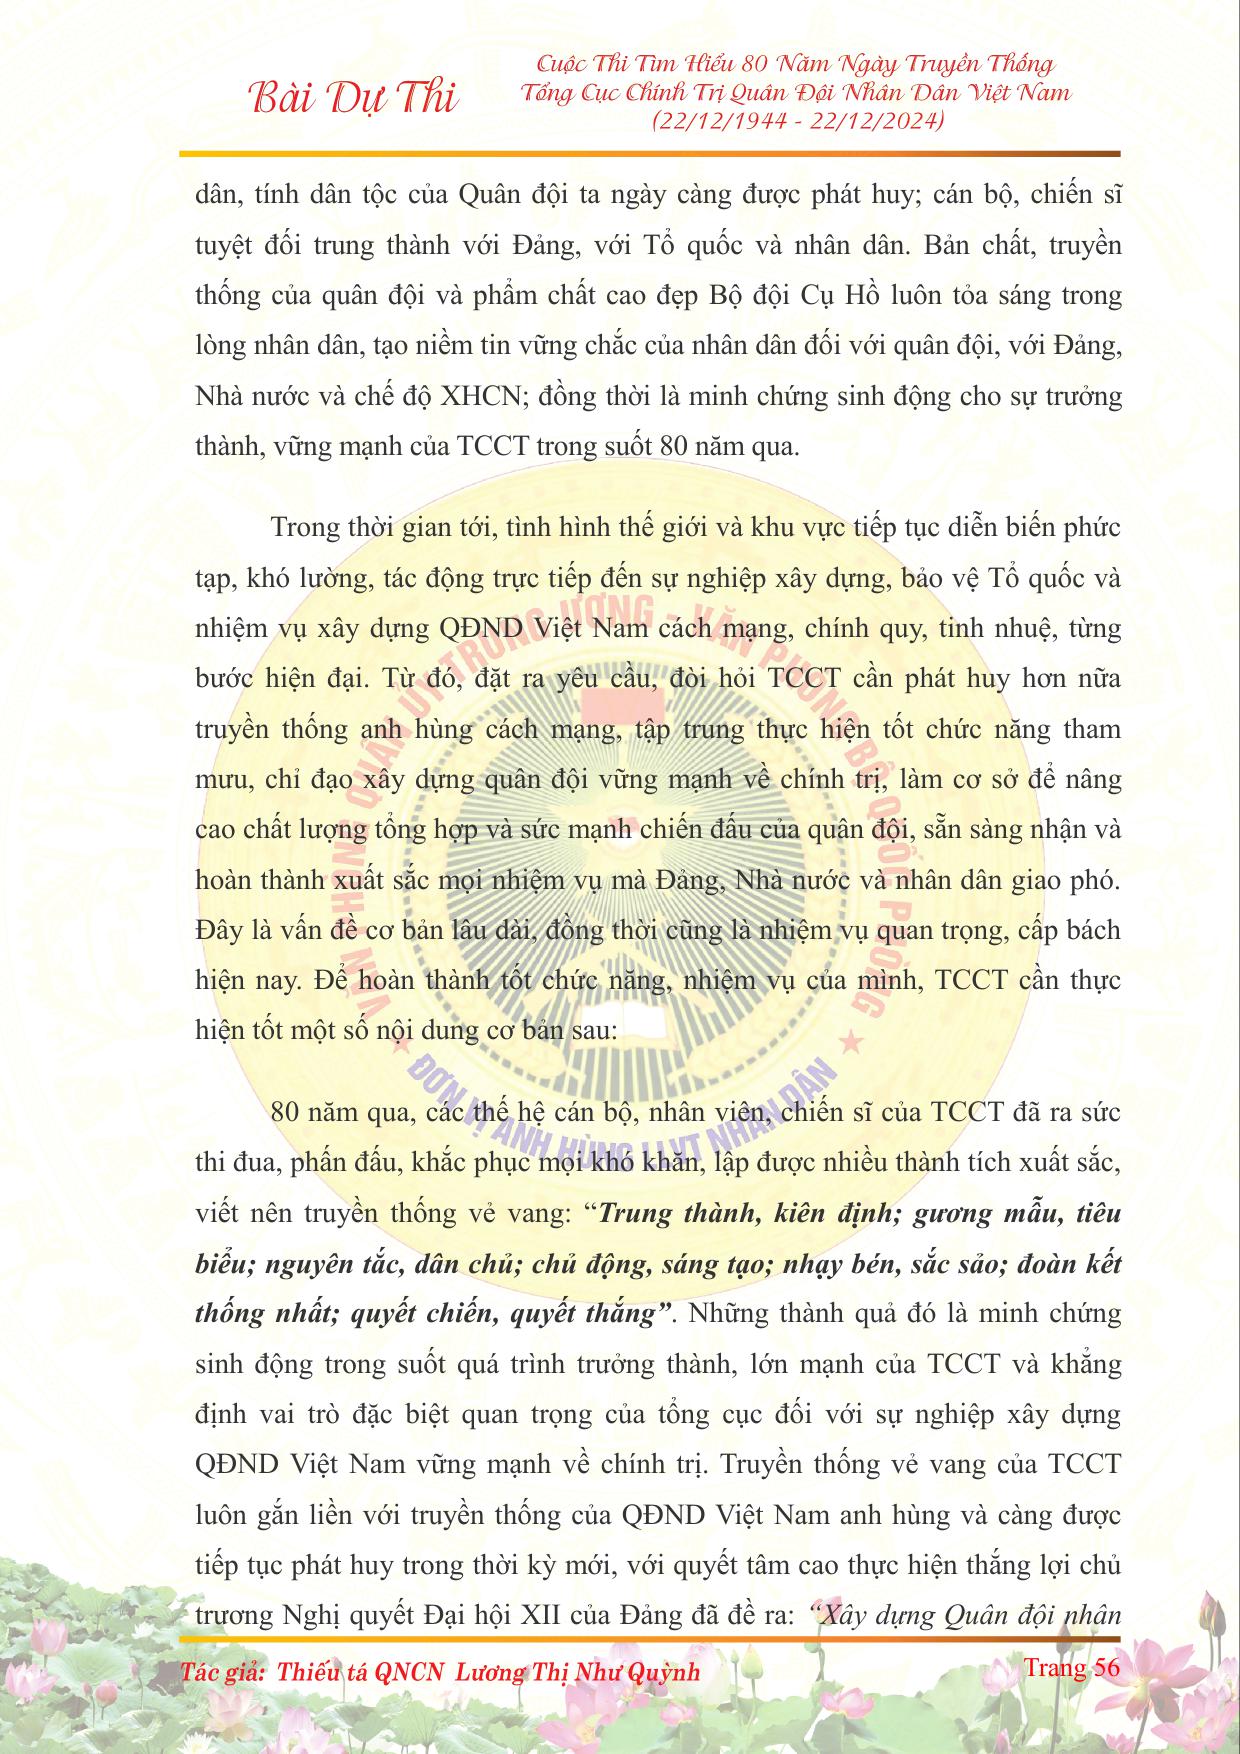 Bài Dự Thi
Cuộc Thi Tìm Hiểu 80 Năm Ngày Truyền Thống
Tổng Cục Chính Trị Quân Đội Nhân Dân Việt Nam
(22/12/1944 - 22/12/2024)
dân, tính dân tộc của Quân đội ta ngày càng được phát huy; cán bộ, chiến sĩ
tuyệt đối trung thành với Đảng, với Tổ quốc và nhân dân. Bản chất, truyền
thống của quân đội và phẩm chất cao đẹp Bộ đội Cụ Hồ luôn tỏa sáng trong
lòng nhân dân, tạo niềm tin vững chắc của nhân dân đối với quân đội, với Đảng,
Nhà nước và chế độ XHCN; đồng thời là minh chứng sinh động cho sự trưởng
thành, vững mạnh của TCCT trong suốt 80 năm qua.
Trong thời gian tới, tình hình thế giới và khu vực tiếp tục diễn biến phức
tạp, khó lường, tác động trực tiếp đến sự nghiệp xây dựng, bảo vệ Tổ quốc và
nhiệm vụ xây dựng QĐND Việt Nam cách mạng, chính quy, tinh nhuệ, từng
bước hiện đại. Từ đó, đặt ra yêu cầu, đòi hỏi TCCT cần phát huy hơn nữa
truyền thống anh hùng cách mạng, tập trung thực hiện tốt chức năng tham
mưu, chỉ đạo xây dựng quân đội vững mạnh về chính trị, làm cơ sở để nâng
cao chất lượng tổng hợp và sức mạnh chiến đấu của quân đội, sẵn sàng nhận và
hoàn thành xuất sắc mọi nhiệm vụ mà Đảng, Nhà nước và nhân dân giao phó.
Đây là vấn đề cơ bản lâu dài, đồng thời cũng là nhiệm vụ quan trọng, cấp bách
hiện nay. Để hoàn thành tốt chức năng, nhiệm vụ của mình, TCCT cần thực
hiện tốt một số nội dung cơ bản sau:
80 năm qua, các thế hệ cán bộ, nhân viên, chiến sĩ của TCCT đã ra sức
thi đua, phấn đấu, khắc phục mọi khó khăn, lập được nhiều thành tích xuất sắc,
viết nên truyền thống vẻ vang: “Trung thành, kiên định; gương mẫu, tiêu
biểu; nguyên tắc, dân chủ; chủ động, sáng tạo; nhạy bén, sắc sảo; đoàn kết
thống nhất; quyết chiến, quyết thắng”. Những thành quả đó là minh chứng
sinh động trong suốt quá trình trưởng thành, lớn mạnh của TCCT và khẳng
định vai trò đặc biệt quan trọng của tổng cục đối với sự nghiệp xây dựng
QĐND Việt Nam vững mạnh về chính trị. Truyền thống vẻ vang của TCCT
luôn gắn liền với truyền thống của QĐND Việt Nam anh hùng và càng được
tiếp tục phát huy trong thời kỳ mới, với quyết tâm cao thực hiện thắng lợi chủ
trương Nghị quyết Đại hội XII của Đảng đã đề ra: “Xây dựng Quân đội nhân
VĂN PHÒNG QUÂN ỦY TRUNG ƯƠNG - VĂN PHÒNG BỘ QUỐC PHÒNG
ĐƠN VỊ ANH HÙNG LLVT NHÂN DÂN
Tác giả: Thiếu tá QNCN Lương Thị Như Quỳnh
Trang 56